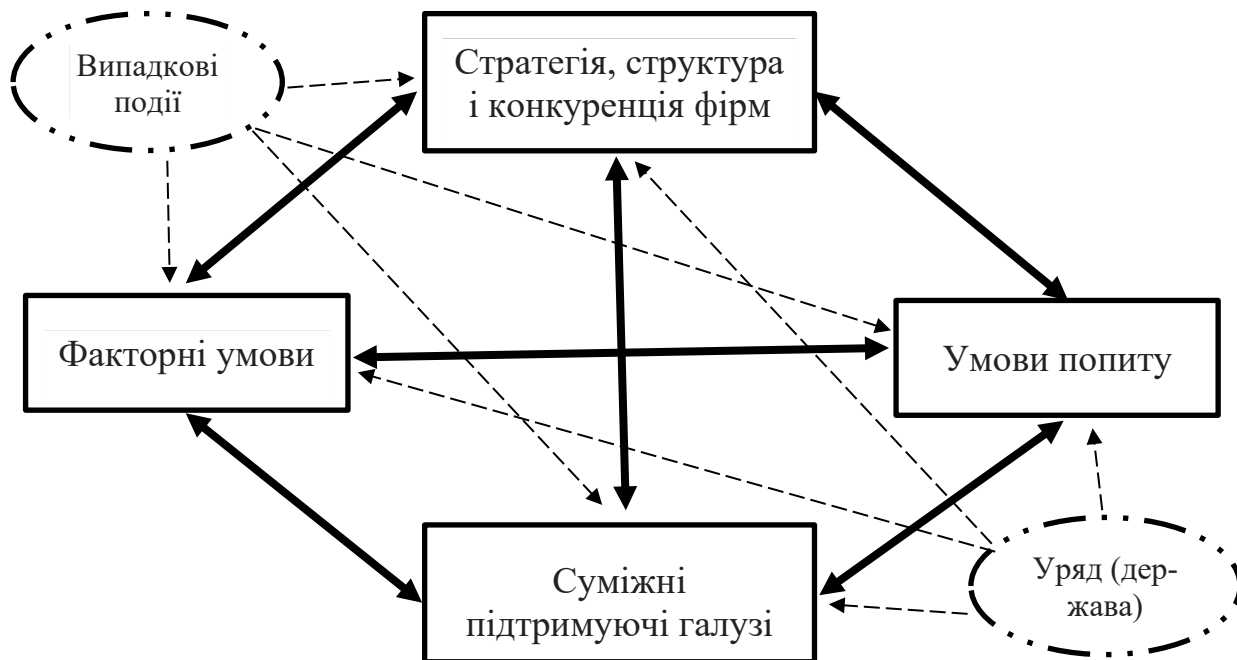 Випадкові
події
Стратегія, структура
і конкуренція фірм
Факторні умови
Умови попиту
Суміжні
підтримуючі галузі
Уряд (дер-
жава)